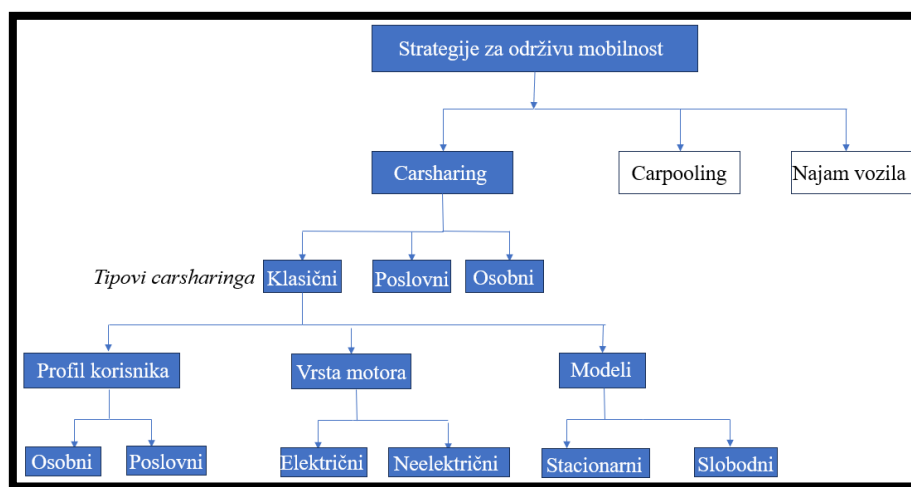 Strategije za održivu mobilnost
Carsharing
Carpooling
Najam vozila
Tipovi carsharinga
Klasični
Poslovni
Osobni
Profil korisnika
Vrsta motora
Modeli
Osobni
Poslovni
Električni
Neelektrični
Stacionarni
Slobodni